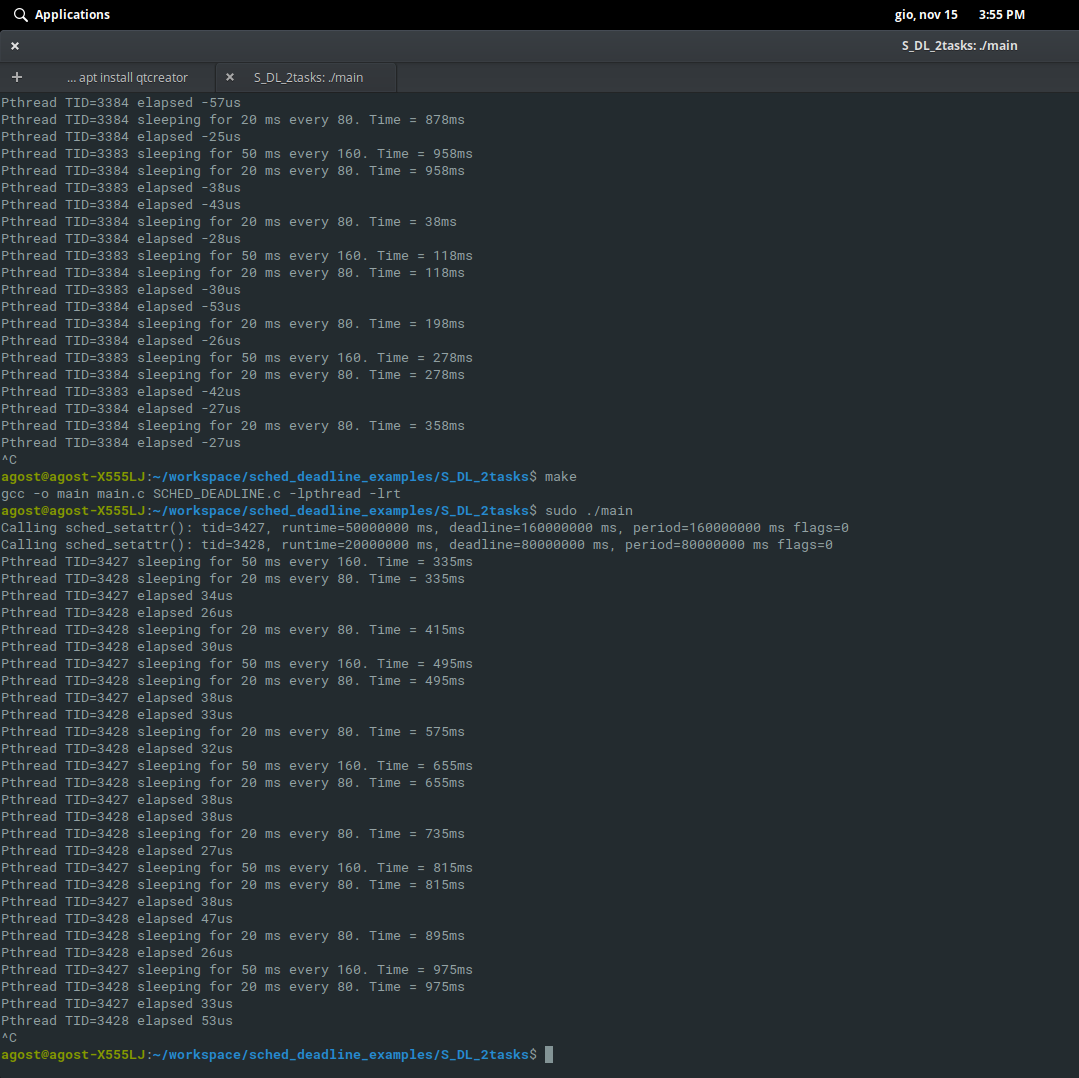 Applications
gio, nov 15 3:55 PM
× S_DL_2tasks: ./main
+ ... apt install qtcreator × S_DL_2tasks: ./main
Pthread TID=3384 elapsed -57us
Pthread TID=3384 sleeping for 20 ms every 80. Time = 878ms
Pthread TID=3384 elapsed -25us
Pthread TID=3383 sleeping for 50 ms every 160. Time = 958ms
Pthread TID=3384 sleeping for 20 ms every 80. Time = 958ms
Pthread TID=3383 elapsed -38us
Pthread TID=3384 elapsed -43us
Pthread TID=3384 sleeping for 20 ms every 80. Time = 38ms
Pthread TID=3384 elapsed -28us
Pthread TID=3383 sleeping for 50 ms every 160. Time = 118ms
Pthread TID=3384 sleeping for 20 ms every 80. Time = 118ms
Pthread TID=3383 elapsed -30us
Pthread TID=3384 elapsed -53us
Pthread TID=3384 sleeping for 20 ms every 80. Time = 198ms
Pthread TID=3384 elapsed -26us
Pthread TID=3383 sleeping for 50 ms every 160. Time = 278ms
Pthread TID=3384 sleeping for 20 ms every 80. Time = 278ms
Pthread TID=3383 elapsed -42us
Pthread TID=3384 elapsed -27us
Pthread TID=3384 sleeping for 20 ms every 80. Time = 358ms
Pthread TID=3384 elapsed -27us
^C
agost@agost-X555LJ:~/workspace/sched_deadline_examples/S_DL_2tasks$ make
gcc -o main main.c SCHED_DEADLINE.c -lpthread -lrt
agost@agost-X555LJ:~/workspace/sched_deadline_examples/S_DL_2tasks$ sudo ./main
Calling sched_setattr(): tid=3427, runtime=50000000 ms, deadline=160000000 ms, period=160000000 ms flags=0
Calling sched_setattr(): tid=3428, runtime=20000000 ms, deadline=80000000 ms, period=80000000 ms flags=0
Pthread TID=3427 sleeping for 50 ms every 160. Time = 335ms
Pthread TID=3428 sleeping for 20 ms every 80. Time = 335ms
Pthread TID=3427 elapsed 34us
Pthread TID=3428 elapsed 26us
Pthread TID=3428 sleeping for 20 ms every 80. Time = 415ms
Pthread TID=3428 elapsed 30us
Pthread TID=3427 sleeping for 50 ms every 160. Time = 495ms
Pthread TID=3428 sleeping for 20 ms every 80. Time = 495ms
Pthread TID=3427 elapsed 38us
Pthread TID=3428 elapsed 33us
Pthread TID=3428 sleeping for 20 ms every 80. Time = 575ms
Pthread TID=3428 elapsed 32us
Pthread TID=3427 sleeping for 50 ms every 160. Time = 655ms
Pthread TID=3428 sleeping for 20 ms every 80. Time = 655ms
Pthread TID=3427 elapsed 38us
Pthread TID=3428 elapsed 38us
Pthread TID=3428 sleeping for 20 ms every 80. Time = 735ms
Pthread TID=3428 elapsed 27us
Pthread TID=3427 sleeping for 50 ms every 160. Time = 815ms
Pthread TID=3428 sleeping for 20 ms every 80. Time = 815ms
Pthread TID=3427 elapsed 38us
Pthread TID=3428 elapsed 47us
Pthread TID=3428 sleeping for 20 ms every 80. Time = 895ms
Pthread TID=3428 elapsed 26us
Pthread TID=3427 sleeping for 50 ms every 160. Time = 975ms
Pthread TID=3428 sleeping for 20 ms every 80. Time = 975ms
Pthread TID=3427 elapsed 33us
Pthread TID=3428 elapsed 53us
^C
agost@agost-X555LJ:~/workspace/sched_deadline_examples/S_DL_2tasks$